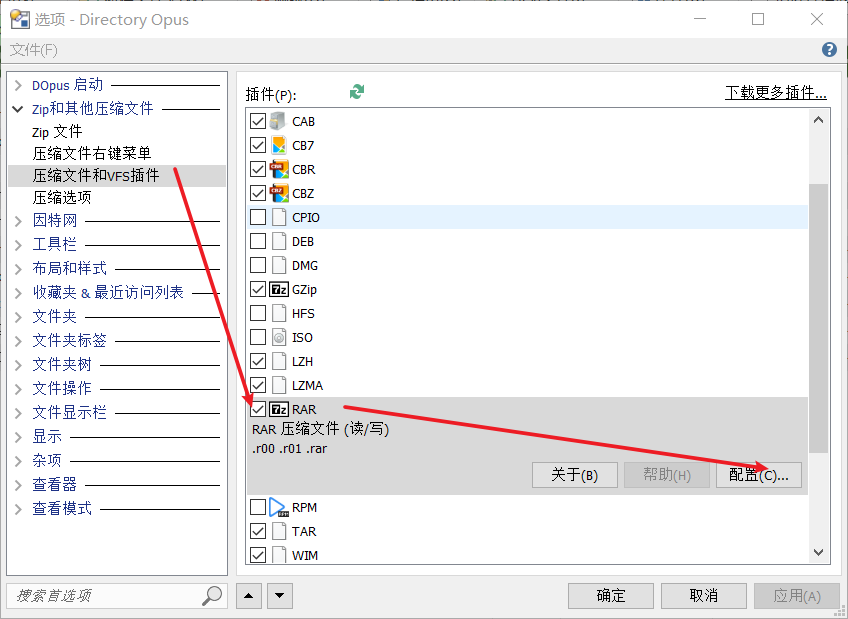 选项 - Directory Opus
文件(F)
DOpus 启动
Zip和其他压缩文件
Zip 文件
压缩文件右键菜单
压缩文件和VFS插件
压缩选项
因特网
工具栏
布局和样式
收藏夹 & 最近访问列表
文件夹
文件夹标签
文件夹树
文件操作
文件显示栏
显示
杂项
查看器
查看模式
搜索首选项
插件(P):
下载更多插件...
CAB
CB7
CBR
CBZ
CPIO
DEB
DMG
GZip
HFS
ISO
LZH
LZMA
RAR
RAR 压缩文件 (读/写)
.r00 .r01 .rar
关于(B) 帮助(H) 配置(C)...
RPM
TAR
WIM
确定 取消 应用(A)